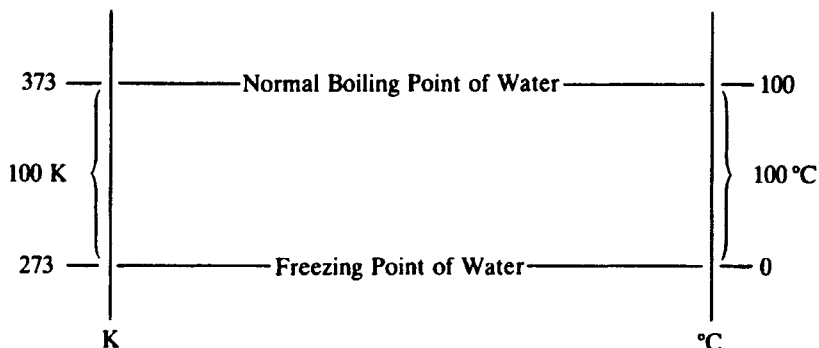 373 Normal Boiling Point of Water 100
100 K 100 °C
273 Freezing Point of Water 0
K °C